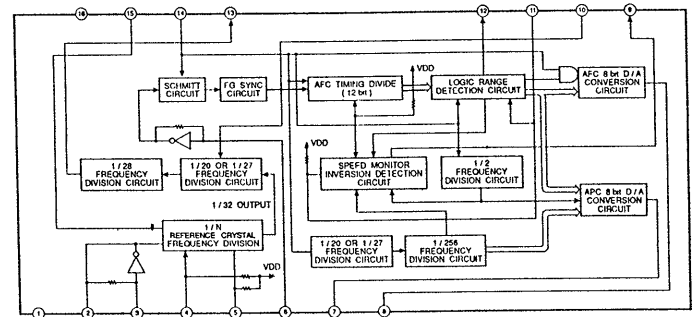 16 15 14 13 12 11 10 9
SCHMITT
CIRCUIT
FG SYNC
CIRCUIT
AFC TIMING DIVIDE
(12 bit)
VDD
LOGIC RANGE
DETECTION CIRCUIT
AFC 8 bit D/A
CONVERSION
CIRCUIT
VDD
1/28
FREQUENCY
DIVISION CIRCUIT
1/20 OR 1/27
FREQUENCY
DIVISION CIRCUIT
SPEED MONITOR
INVERSION DETECTION
CIRCUIT
1/2
FREQUENCY
DIVISION CIRCUIT
APC 8 bit D/A
CONVERSION
CIRCUIT
1/32 OUTPUT
1/N
REFERENCE CRYSTAL
FREQUENCY DIVISION
1/20 OR 1/27
FREQUENCY
DIVISION CIRCUIT
1/256
FREQUENCY
DIVISION CIRCUIT
VDD
1 2 3 4 5 6 7 8